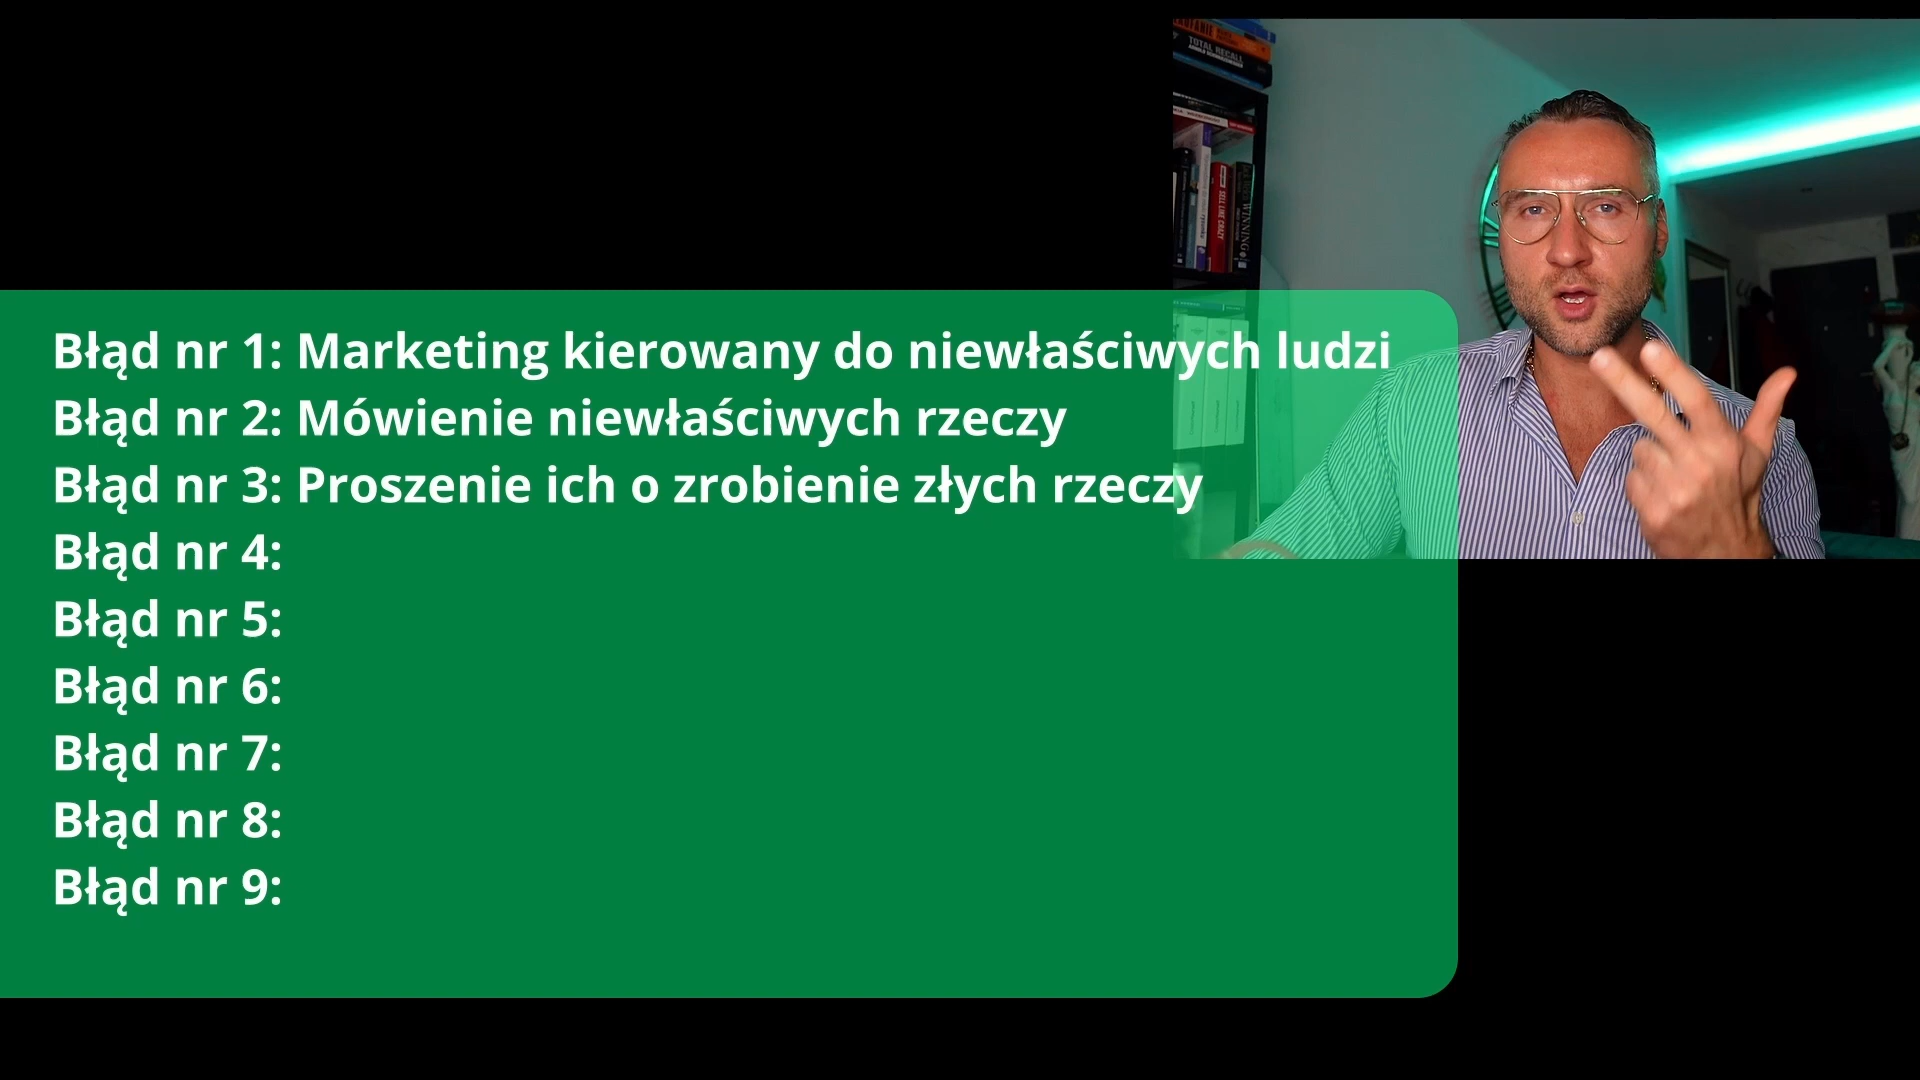 TOTAL RECALL
SELL LIKE CRAZY
WINNING
Błąd nr 1: Marketing kierowany do niewłaściwych ludzi
Błąd nr 2: Mówienie niewłaściwych rzeczy
Błąd nr 3: Proszenie ich o zrobienie złych rzeczy
Błąd nr 4:
Błąd nr 5:
Błąd nr 6:
Błąd nr 7:
Błąd nr 8:
Błąd nr 9: